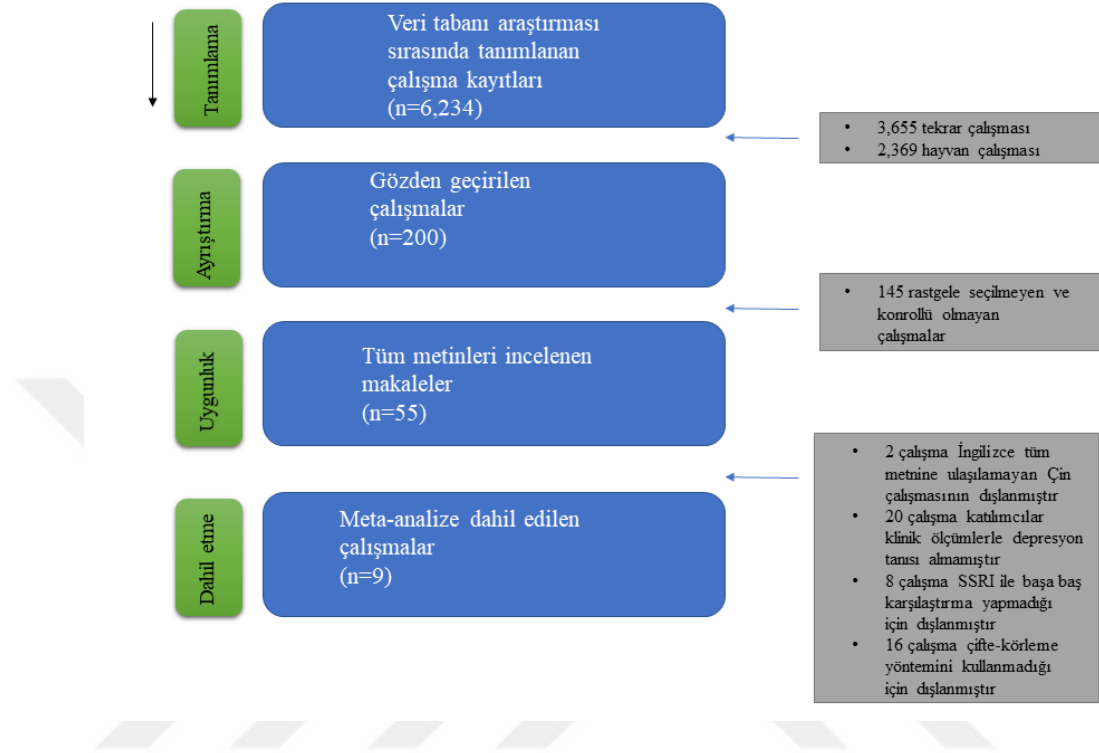 Tanımlama
Veri tabanı araştırması
sırasında tanımlanan
çalışma kayıtları
(n=6,234)
• 3,655 tekrar çalışması
• 2,369 hayvan çalışması
Ayrıştırma
Gözden geçirilen
çalışmalar
(n=200)
• 145 rastgele seçilmeyen ve
konrollü olmayan
çalışmalar
Uygunluk
Tüm metinleri incelenen
makaleler
(n=55)
• 2 çalışma İngilizce tüm
metnine ulaşılamayan Çin
çalışmasının dışlanmıştır
• 20 çalışma katılımcılar
klinik ölçümlerle depresyon
tanısı almamıştır
• 8 çalışma SSRI ile başa baş
karşılaştırma yapmadığı
için dışlanmıştır
• 16 çalışma çifte-körleme
yöntemini kullanmadığı
için dışlanmıştır
Dahil etme
Meta-analize dahil edilen
çalışmalar
(n=9)